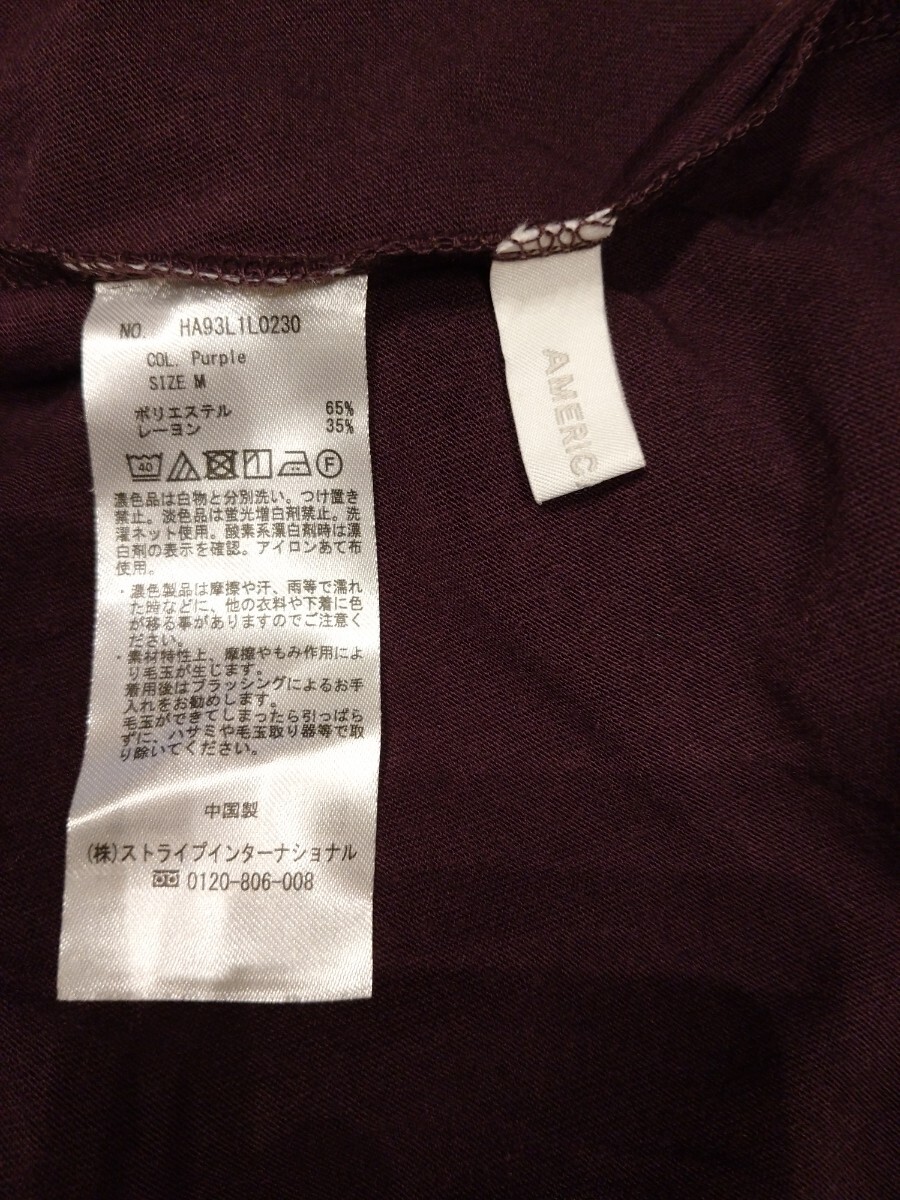 NO. HA93L1L0230
COL. Purple
SIZE M
ポリエステル 65%
レーヨン 35%
40
F
濃色品は白物と分別洗い。つけ置き
禁止。淡色品は蛍光増白剤禁止。洗
濯ネット使用。酸素系漂白剤時は漂
白剤の表示を確認。アイロンあて布
使用。
・濃色製品は摩擦や汗、雨等で濡れ
た時などに、他の衣料や下着に色
が移る事がありますのでご注意く
ださい。
・素材特性上、摩擦やもみ作用によ
り毛玉が生じます。
着用後はブラッシングによるお手
入れをお勧めします。
毛玉ができてしまったら引っぱら
ずに、ハサミや毛玉取り器等で取
り除いてください。
中国製
(株)ストライプインターナショナル
0120-806-008
AMERIC